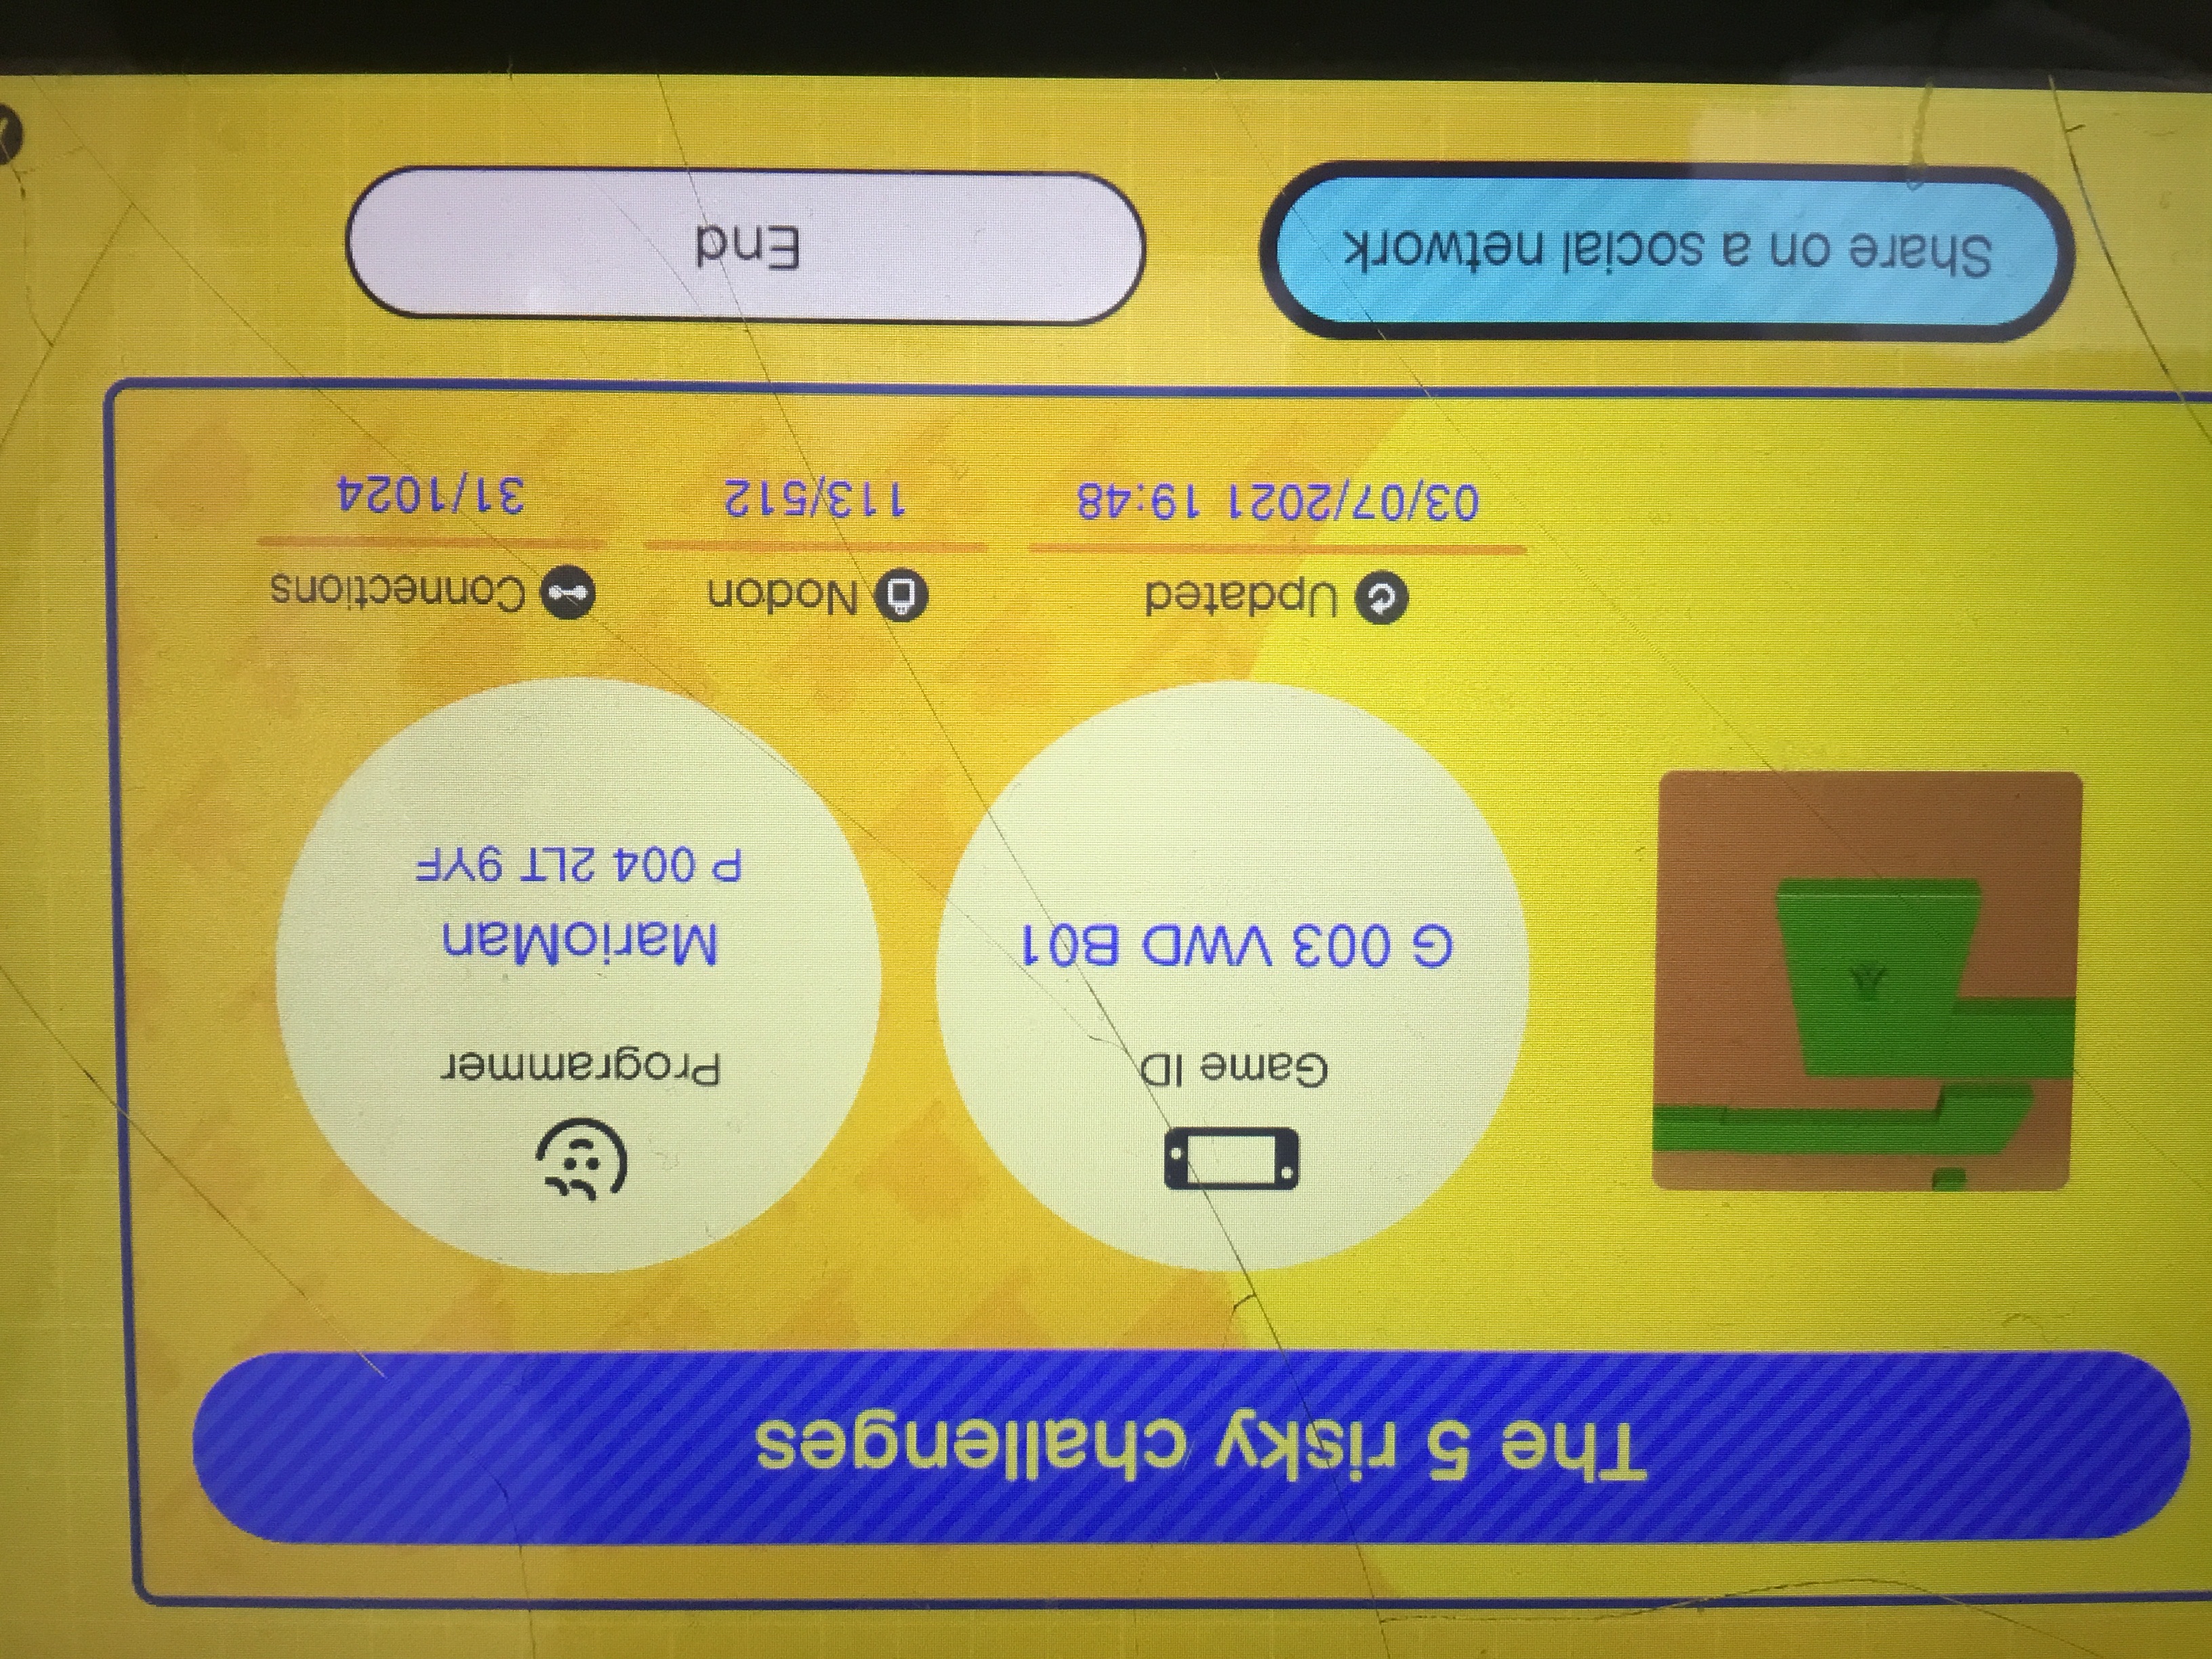 The 5 risky challenges
Game ID
G 003 VWD B01
Programmer
MarioMan
P 004 2LT 9YF
Updated
03/07/2021 19:48
Nodon
113/512
Connections
31/1024
Share on a social network
End